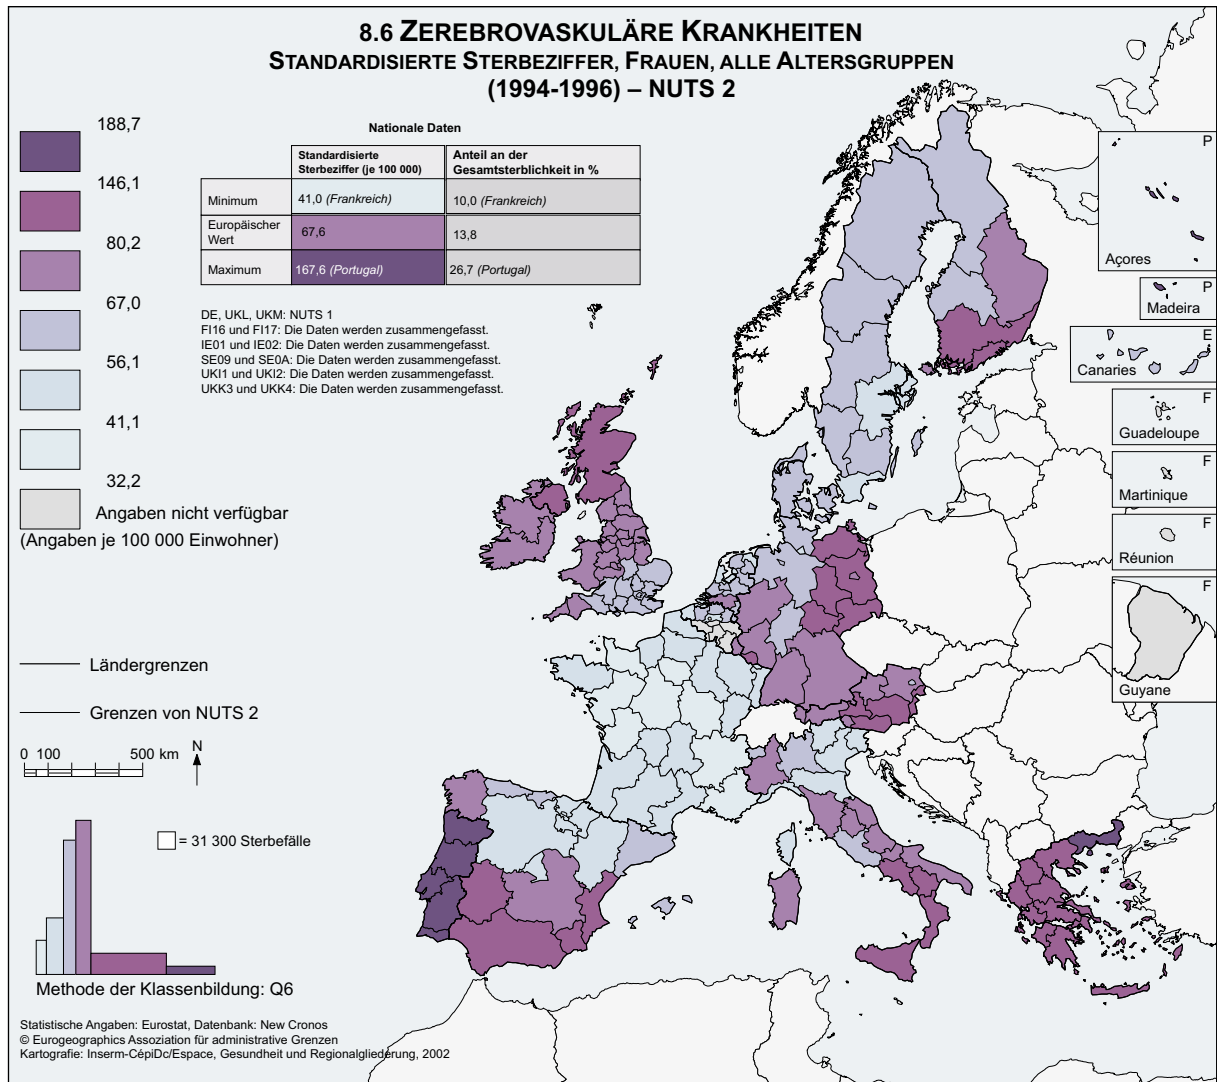 8.6 ZEREBROVASKULÄRE KRANKHEITEN
STANDARDISIERTE STERBEZIFFER, FRAUEN, ALLE ALTERSGRUPPEN
(1994-1996) – NUTS 2
188,7
146,1
80,2
67,0
56,1
41,1
32,2
Angaben nicht verfügbar
(Angaben je 100 000 Einwohner)
Nationale Daten
Standardisierte Sterbeziffer (je 100 000)
Anteil an der Gesamtsterblichkeit in %
Minimum 41,0 (Frankreich) 10,0 (Frankreich)
Europäischer Wert 67,6 13,8
Maximum 167,6 (Portugal) 26,7 (Portugal)
DE, UKL, UKM: NUTS 1
FI16 und FI17: Die Daten werden zusammengefasst.
IE01 und IE02: Die Daten werden zusammengefasst.
SE09 und SE0A: Die Daten werden zusammengefasst.
UKI1 und UKI2: Die Daten werden zusammengefasst.
UKK3 und UKK4: Die Daten werden zusammengefasst.
P
Açores
P
Madeira
E
Canaries
F
Guadeloupe
F
Martinique
F
Réunion
F
Guyane
Ländergrenzen
Grenzen von NUTS 2
0 100 500 km
N
= 31 300 Sterbefälle
Methode der Klassenbildung: Q6
Statistische Angaben: Eurostat, Datenbank: New Cronos
© Eurogeographics Assoziation für administrative Grenzen
Kartografie: Inserm-CépiDc/Espace, Gesundheit und Regionalgliederung, 2002